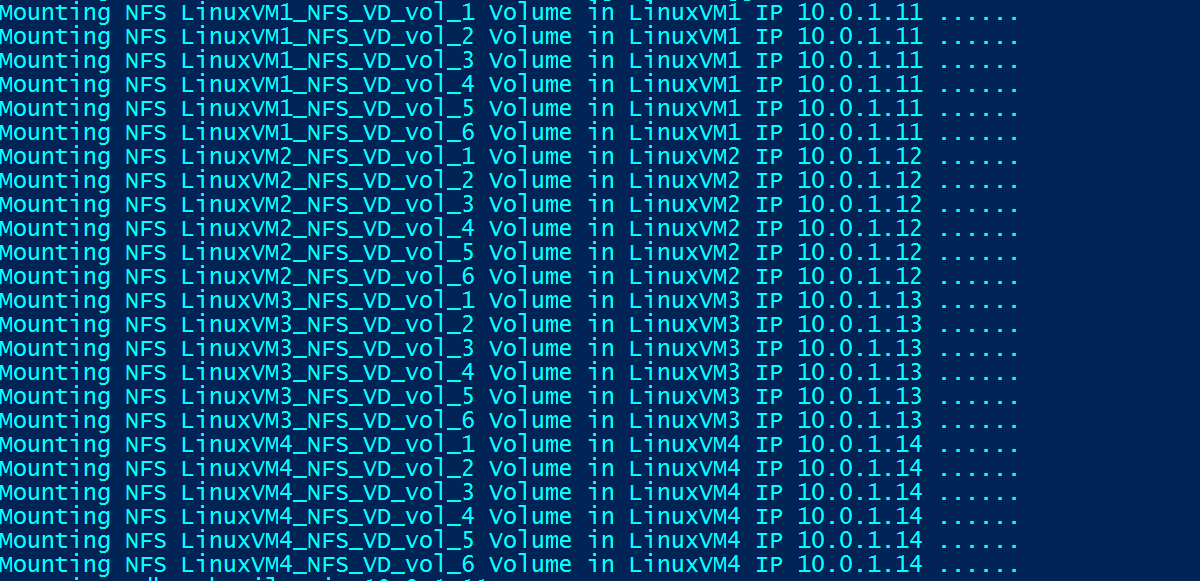 Mounting NFS LinuxVM1_NFS_VD_vol_1 Volume in LinuxVM1 IP 10.0.1.11 ......
Mounting NFS LinuxVM1_NFS_VD_vol_2 Volume in LinuxVM1 IP 10.0.1.11 ......
Mounting NFS LinuxVM1_NFS_VD_vol_3 Volume in LinuxVM1 IP 10.0.1.11 ......
Mounting NFS LinuxVM1_NFS_VD_vol_4 Volume in LinuxVM1 IP 10.0.1.11 ......
Mounting NFS LinuxVM1_NFS_VD_vol_5 Volume in LinuxVM1 IP 10.0.1.11 ......
Mounting NFS LinuxVM1_NFS_VD_vol_6 Volume in LinuxVM1 IP 10.0.1.11 ......
Mounting NFS LinuxVM2_NFS_VD_vol_1 Volume in LinuxVM2 IP 10.0.1.12 ......
Mounting NFS LinuxVM2_NFS_VD_vol_2 Volume in LinuxVM2 IP 10.0.1.12 ......
Mounting NFS LinuxVM2_NFS_VD_vol_3 Volume in LinuxVM2 IP 10.0.1.12 ......
Mounting NFS LinuxVM2_NFS_VD_vol_4 Volume in LinuxVM2 IP 10.0.1.12 ......
Mounting NFS LinuxVM2_NFS_VD_vol_5 Volume in LinuxVM2 IP 10.0.1.12 ......
Mounting NFS LinuxVM2_NFS_VD_vol_6 Volume in LinuxVM2 IP 10.0.1.12 ......
Mounting NFS LinuxVM3_NFS_VD_vol_1 Volume in LinuxVM3 IP 10.0.1.13 ......
Mounting NFS LinuxVM3_NFS_VD_vol_2 Volume in LinuxVM3 IP 10.0.1.13 ......
Mounting NFS LinuxVM3_NFS_VD_vol_3 Volume in LinuxVM3 IP 10.0.1.13 ......
Mounting NFS LinuxVM3_NFS_VD_vol_4 Volume in LinuxVM3 IP 10.0.1.13 ......
Mounting NFS LinuxVM3_NFS_VD_vol_5 Volume in LinuxVM3 IP 10.0.1.13 ......
Mounting NFS LinuxVM3_NFS_VD_vol_6 Volume in LinuxVM3 IP 10.0.1.13 ......
Mounting NFS LinuxVM4_NFS_VD_vol_1 Volume in LinuxVM4 IP 10.0.1.14 ......
Mounting NFS LinuxVM4_NFS_VD_vol_2 Volume in LinuxVM4 IP 10.0.1.14 ......
Mounting NFS LinuxVM4_NFS_VD_vol_3 Volume in LinuxVM4 IP 10.0.1.14 ......
Mounting NFS LinuxVM4_NFS_VD_vol_4 Volume in LinuxVM4 IP 10.0.1.14 ......
Mounting NFS LinuxVM4_NFS_VD_vol_5 Volume in LinuxVM4 IP 10.0.1.14 ......
Mounting NFS LinuxVM4_NFS_VD_vol_6 Volume in LinuxVM4 IP 10.0.1.14 ......